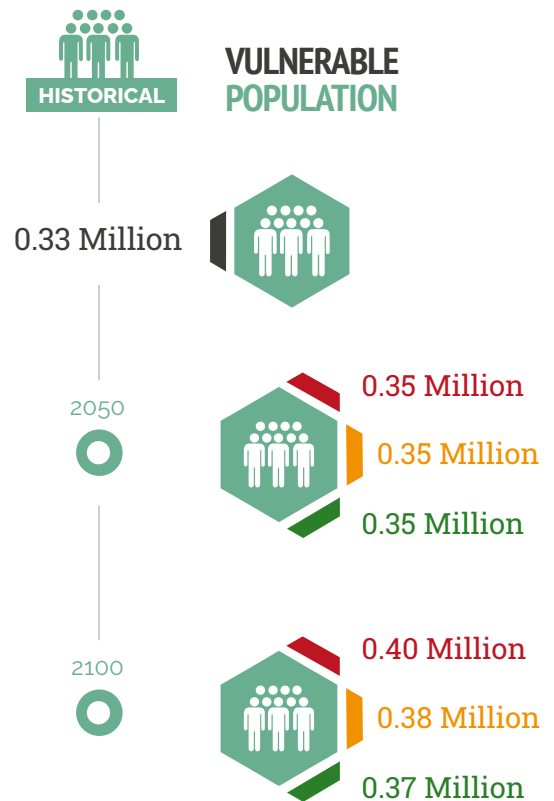 HISTORICAL
VULNERABLE
POPULATION
0.33 Million
2050
0.35 Million
0.35 Million
0.35 Million
2100
0.40 Million
0.38 Million
0.37 Million